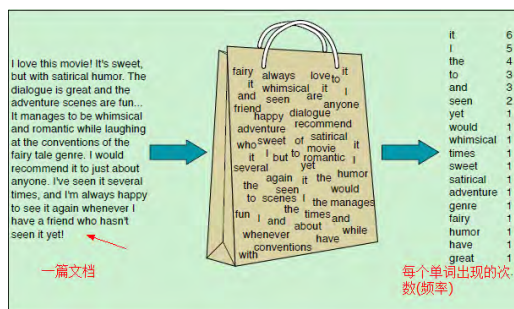 I love this movie! It's sweet,
but with satirical humor. The
dialogue is great and the
adventure scenes are fun...
It manages to be whimsical
and romantic while laughing
at the conventions of the
fairy tale genre. I would
recommend it to just about
anyone. I've seen it several
times, and I'm always happy
to see it again whenever I
have a friend who hasn't
seen it yet!
一篇文档
fairy always love to it
it whimsical it I
and seen are anyone
friend happy dialogue
adventure recommend
who sweet of satirical
it I but to romantic I
movie it
several yet
again it the humor
the seen would
to scenes I the manages
fun the times and
I and about while
whenever have
conventions
with
it 6
I 5
the 4
to 3
and 3
seen 2
yet 1
would 1
whimsical 1
times 1
sweet 1
satirical 1
adventure 1
genre 1
fairy 1
humor 1
have 1
great 1
每个单词出现的次
数(频率)